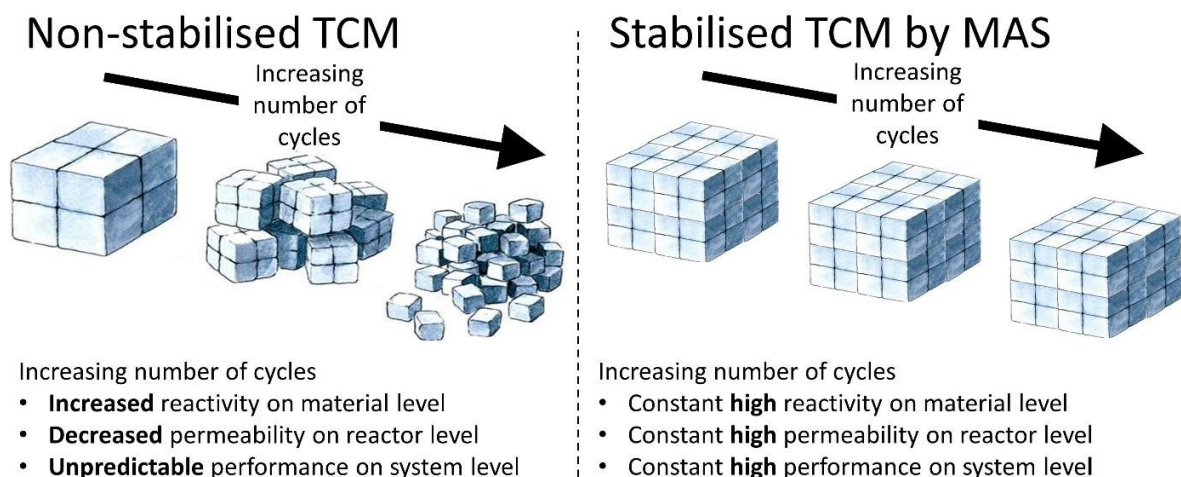 Non-stabilised TCM
Increasing
number of
cycles
Increasing number of cycles
• Increased reactivity on material level
• Decreased permeability on reactor level
• Unpredictable performance on system level
Stabilised TCM by MAS
Increasing
number of
cycles
Increasing number of cycles
• Constant high reactivity on material level
• Constant high permeability on reactor level
• Constant high performance on system level